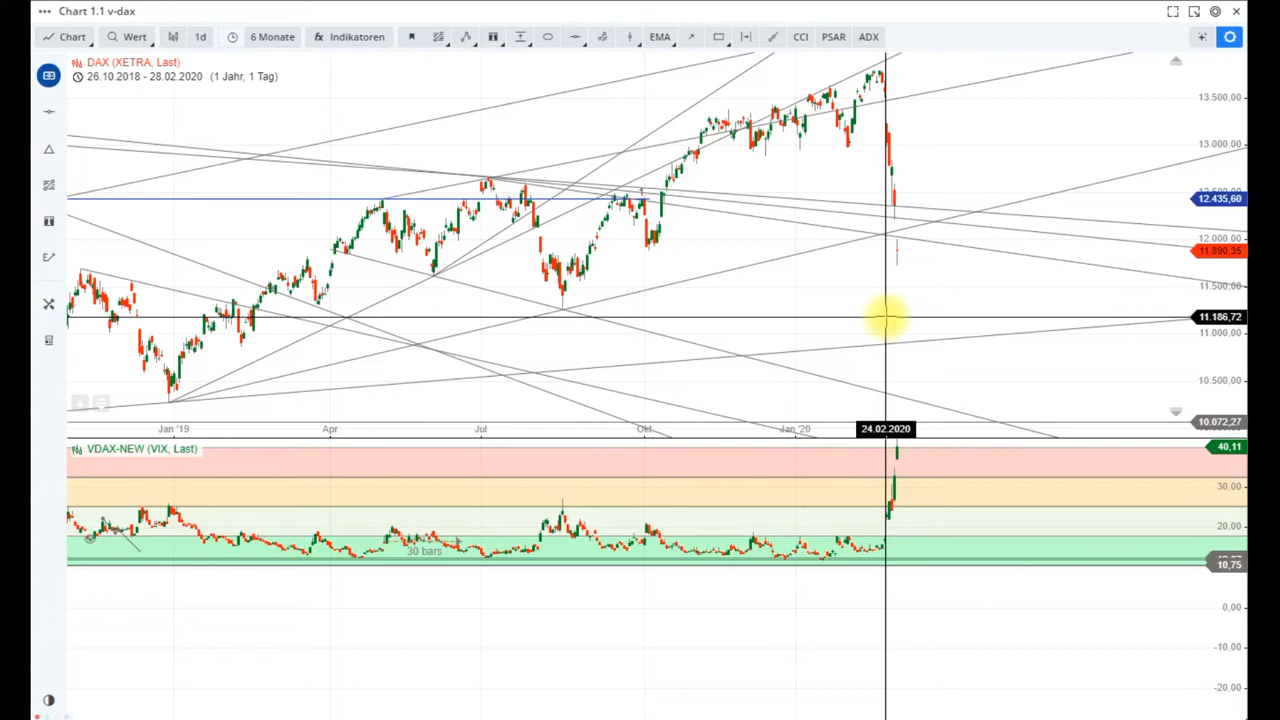 Chart 1.1 v-dax
Chart Wert 1d 6 Monate fx Indikatoren EMA CCI PSAR ADX
DAX (XETRA, Last)
26.10.2018 - 28.02.2020 (1 Jahr, 1 Tag)
13.500,00
13.000,00
12.435,60
12.000,00
11.890,35
11.500,00
11.186,72
11.000,00
10.500,00
10.072,27
Jan '19 Apr Jul Okt Jan '20 24.02.2020
VDAX-NEW (VIX, Last)
40,11
30,00
20,00
30 bars
10,75
0,00
-10,00
-20,00